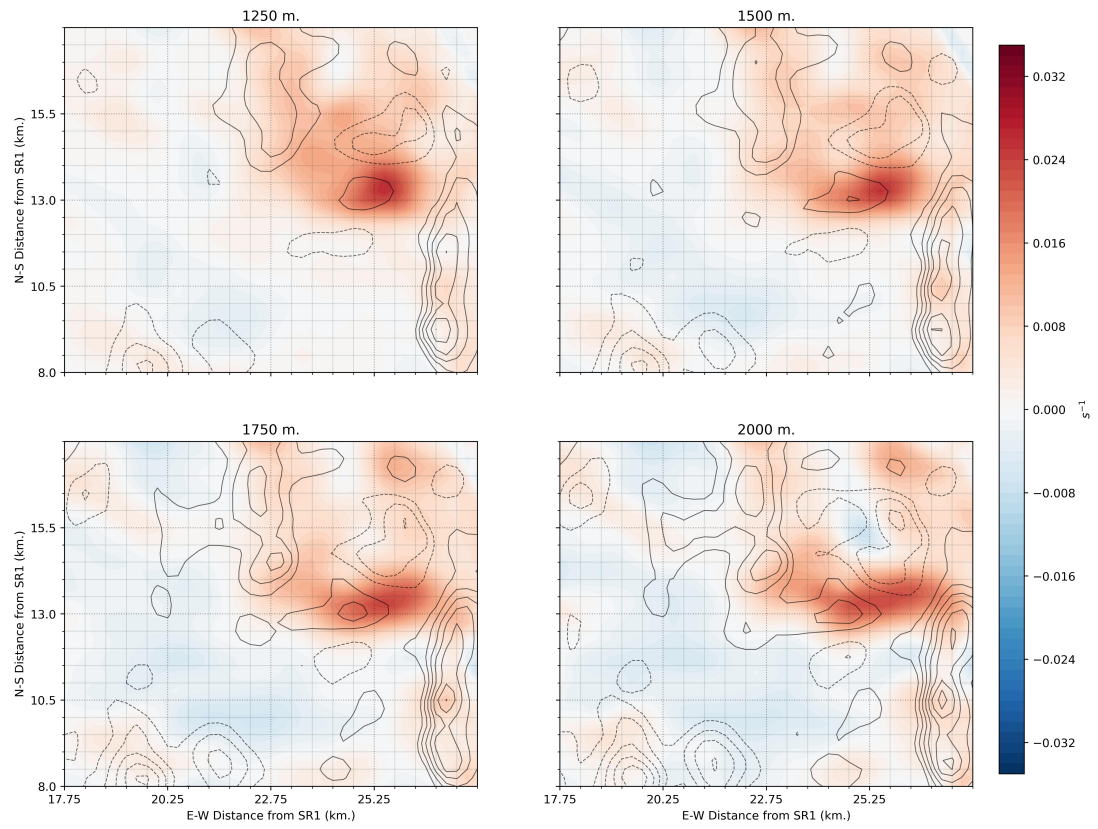 1250 m.
1500 m.
N-S Distance from SR1 (km.)
15.5
13.0
10.5
8.0
1750 m.
2000 m.
N-S Distance from SR1 (km.)
15.5
13.0
10.5
8.0
17.75 20.25 22.75 25.25
E-W Distance from SR1 (km.)
17.75 20.25 22.75 25.25
E-W Distance from SR1 (km.)
0.032
0.024
0.016
0.008
0.000
−0.008
−0.016
−0.024
−0.032
s⁻¹